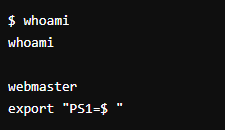 $ whoami
whoami
webmaster
export "PS1=$ "